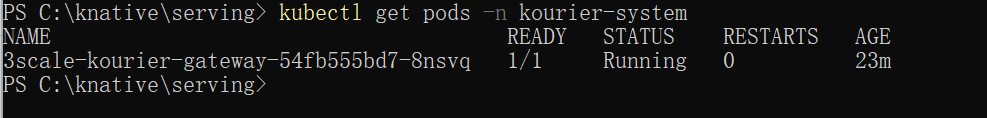 PS C:\knative\serving> kubectl get pods -n kourier-system
NAME READY STATUS RESTARTS AGE
3scale-kourier-gateway-54fb555bd7-8nsvq 1/1 Running 0 23m
PS C:\knative\serving>